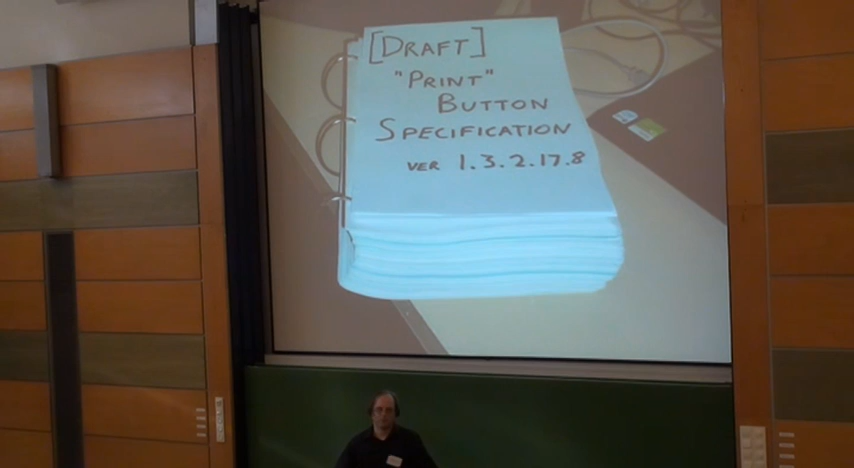 [DRAFT]
"PRINT"
BUTTON
SPECIFICATION
VER 1.3.2.17.8